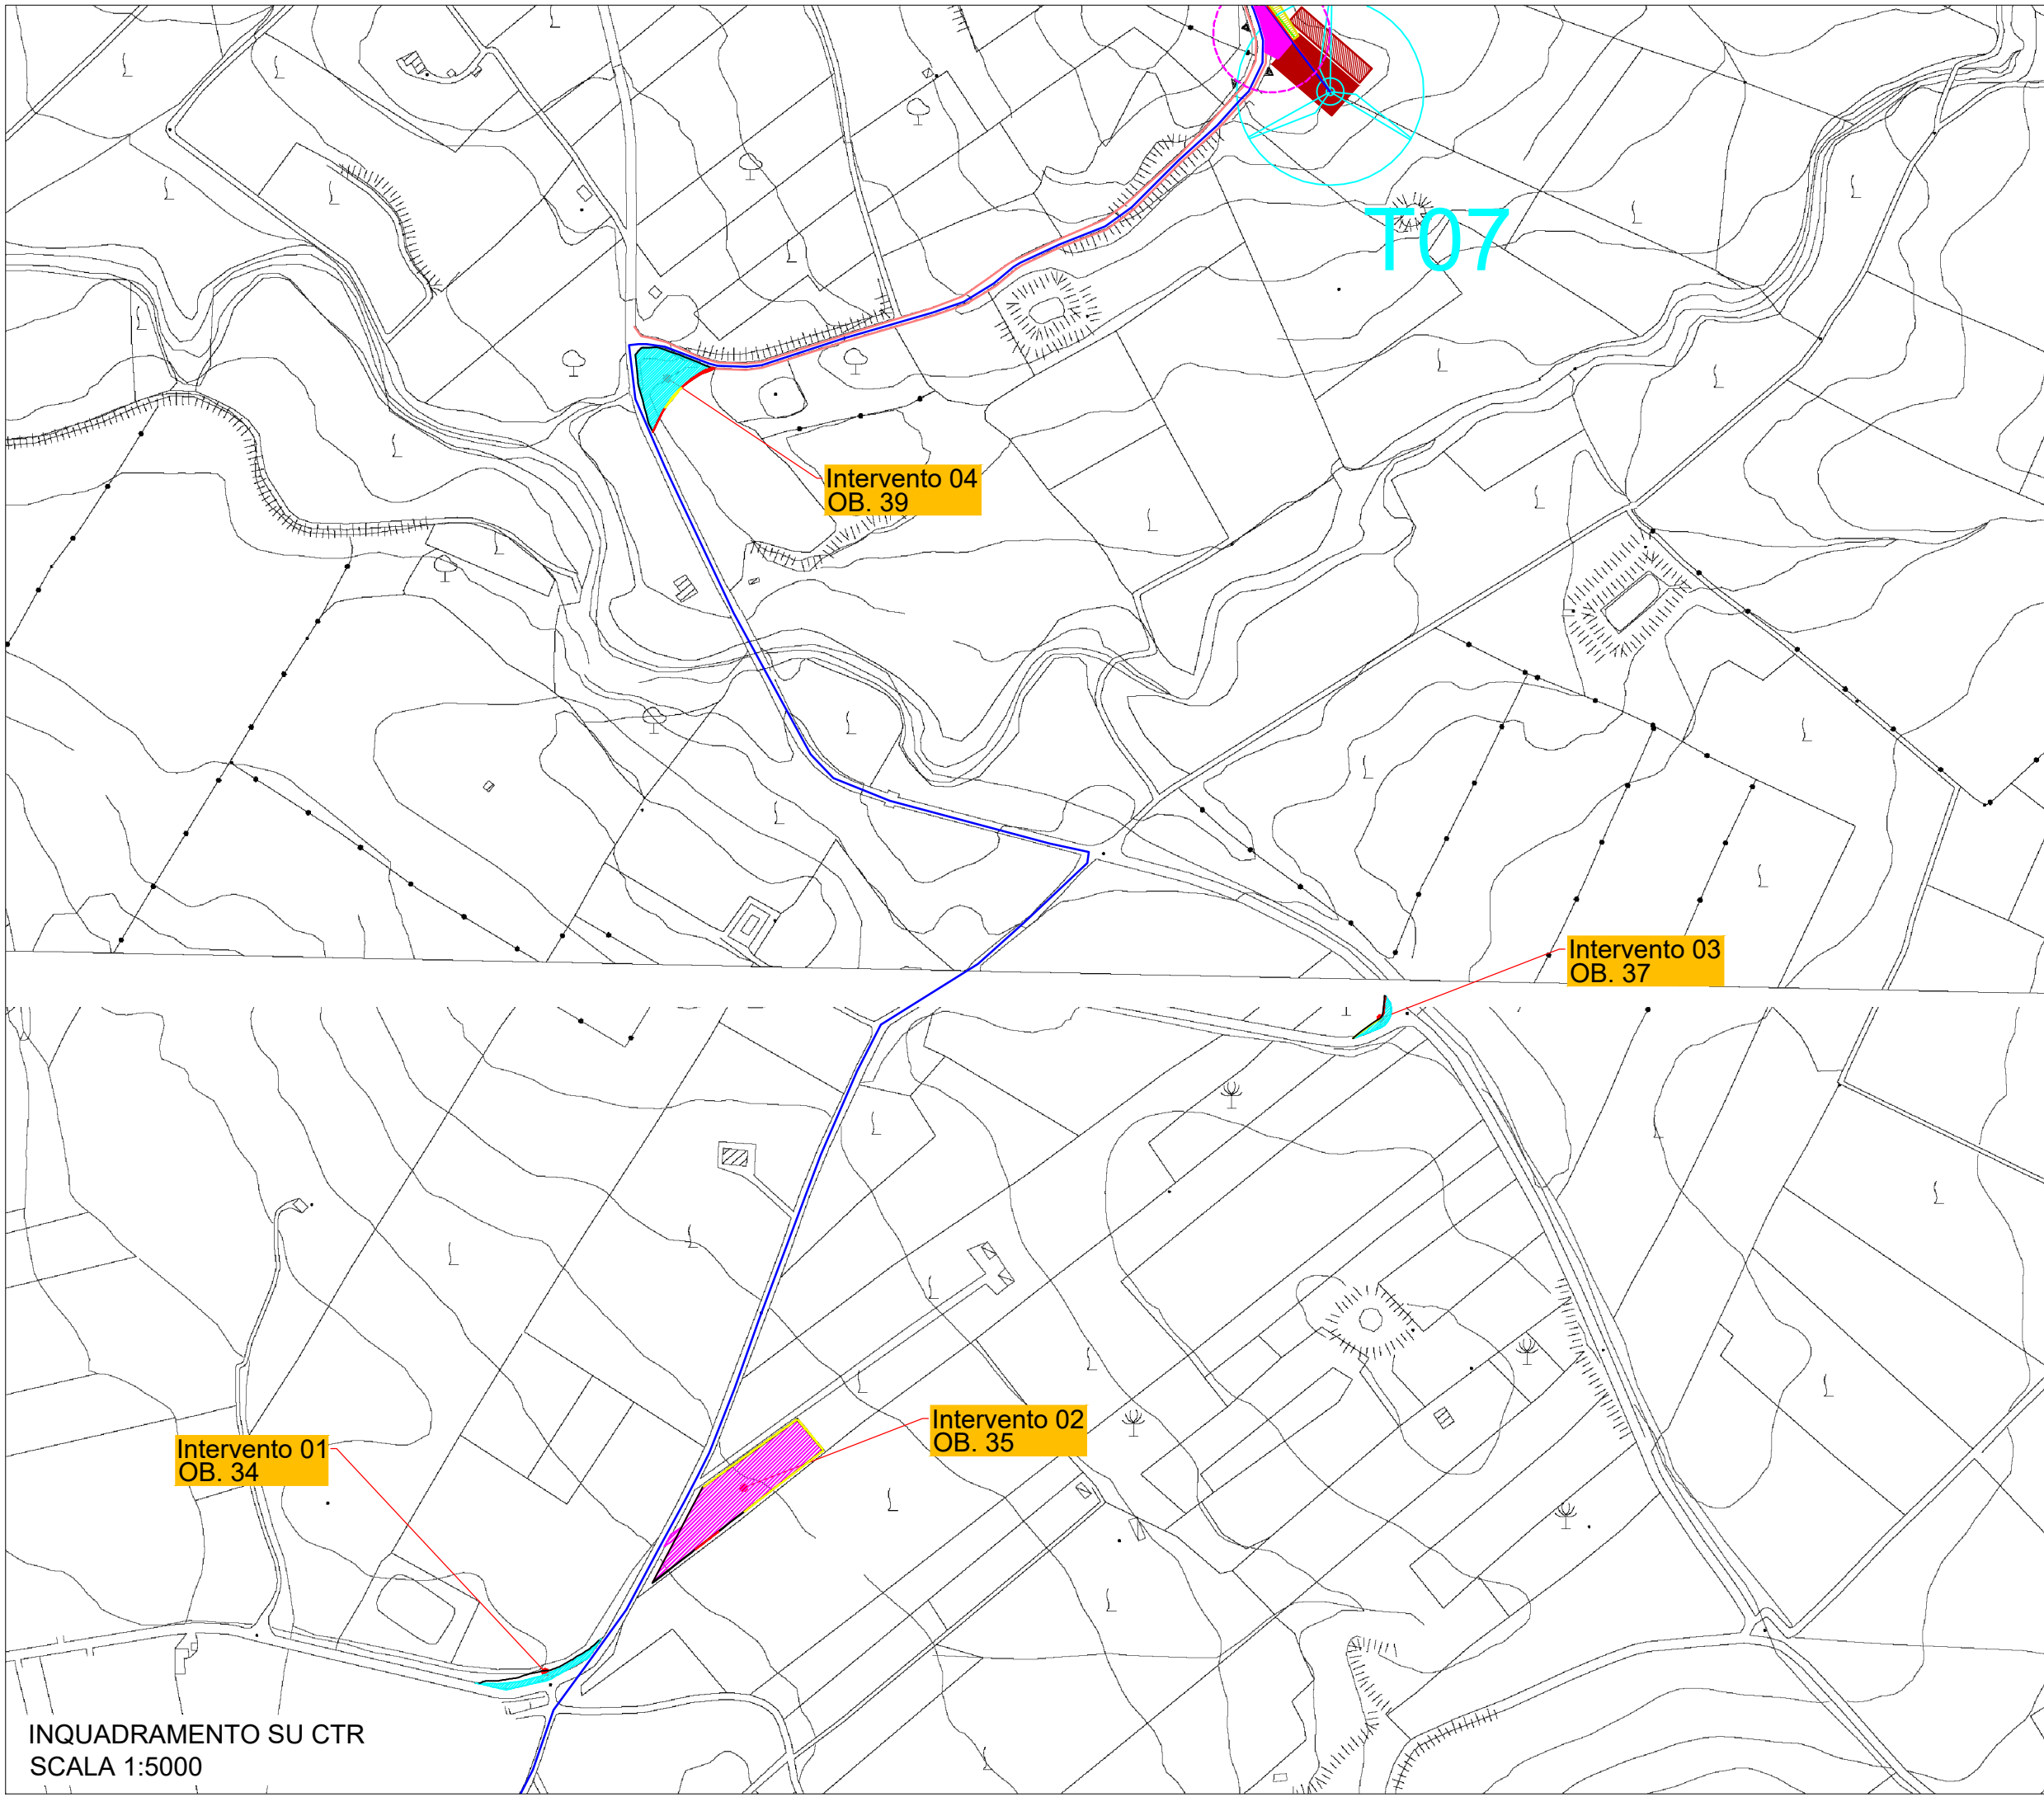 T07
Intervento 04
OB. 39
Intervento 03
OB. 37
Intervento 02
OB. 35
Intervento 01
OB. 34
INQUADRAMENTO SU CTR
SCALA 1:5000